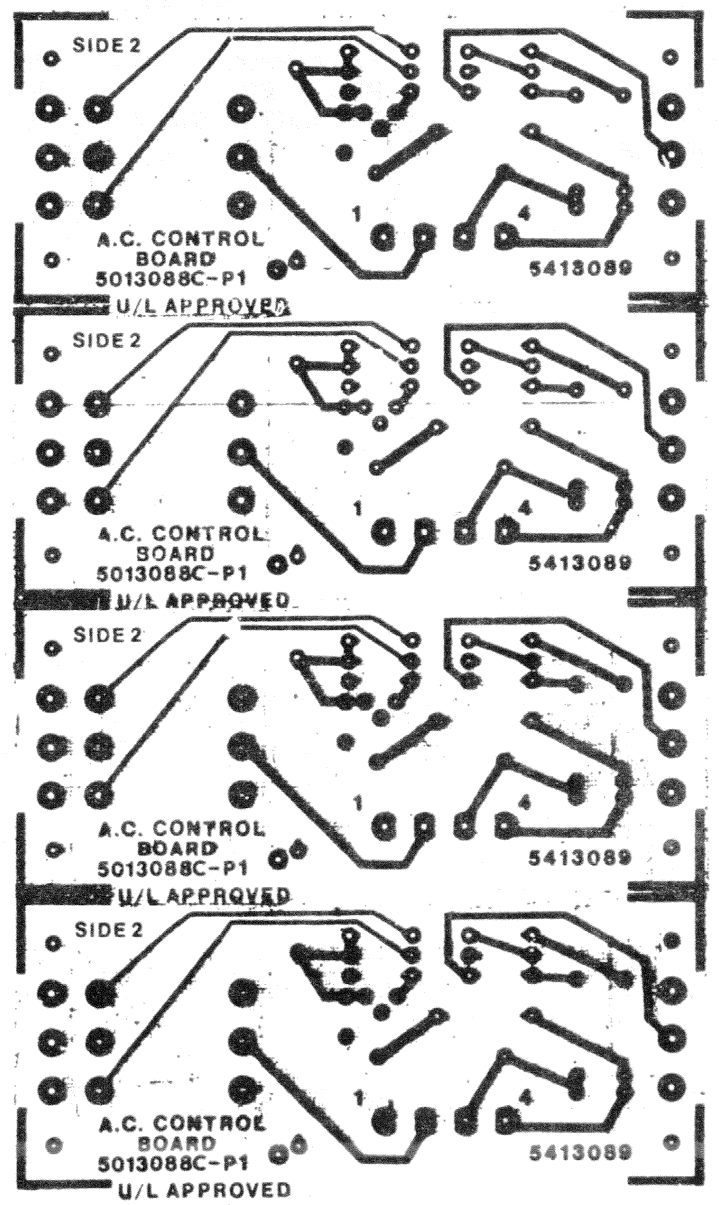 SIDE 2
1
4
A.C. CONTROL
BOARD
5013088C-P1
5413089
U/L APPROVED
SIDE 2
1
4
A.C. CONTROL
BOARD
5013088C-P1
5413089
U/L APPROVED
SIDE 2
1
4
A.C. CONTROL
BOARD
5013088C-P1
5413089
U/L APPROVED
SIDE 2
1
4
A.C. CONTROL
BOARD
5013088C-P1
5413089
U/L APPROVED